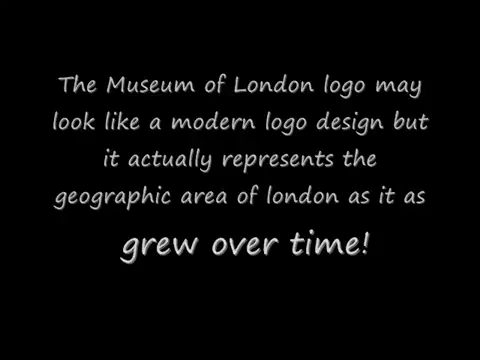 The Museum of London logo may
look like a modern logo design but
it actually represents the
geographic area of london as it as
grew over time!